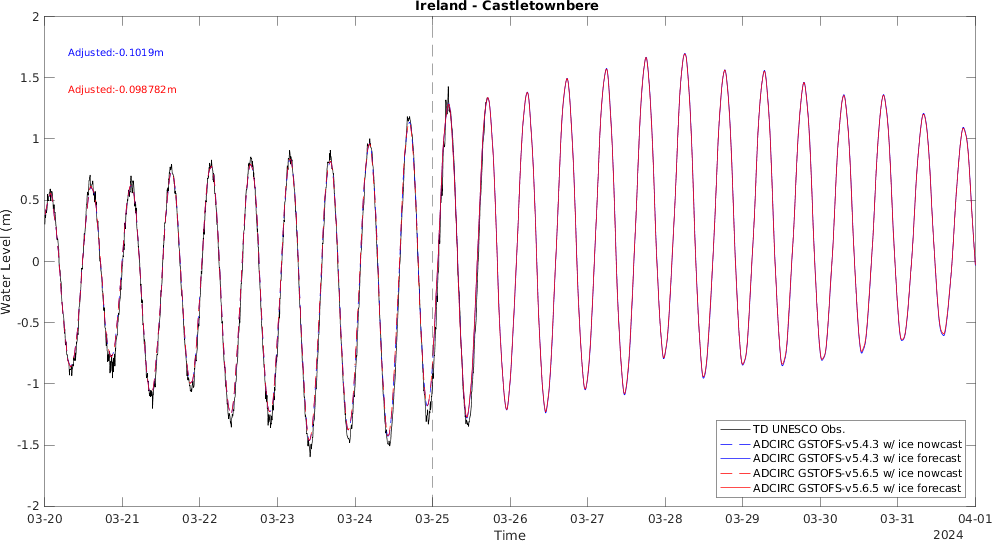 Ireland - Castletownbere
Adjusted:-0.1019m
Adjusted:-0.098782m
Water Level (m)
2
1.5
1
0.5
0
-0.5
-1
-1.5
-2
TD UNESCO Obs.
ADCIRC GSTOFS-v5.4.3 w/ ice nowcast
ADCIRC GSTOFS-v5.4.3 w/ ice forecast
ADCIRC GSTOFS-v5.6.5 w/ ice nowcast
ADCIRC GSTOFS-v5.6.5 w/ ice forecast
03-20 03-21 03-22 03-23 03-24 03-25 03-26 03-27 03-28 03-29 03-30 03-31 04-01
Time
2024